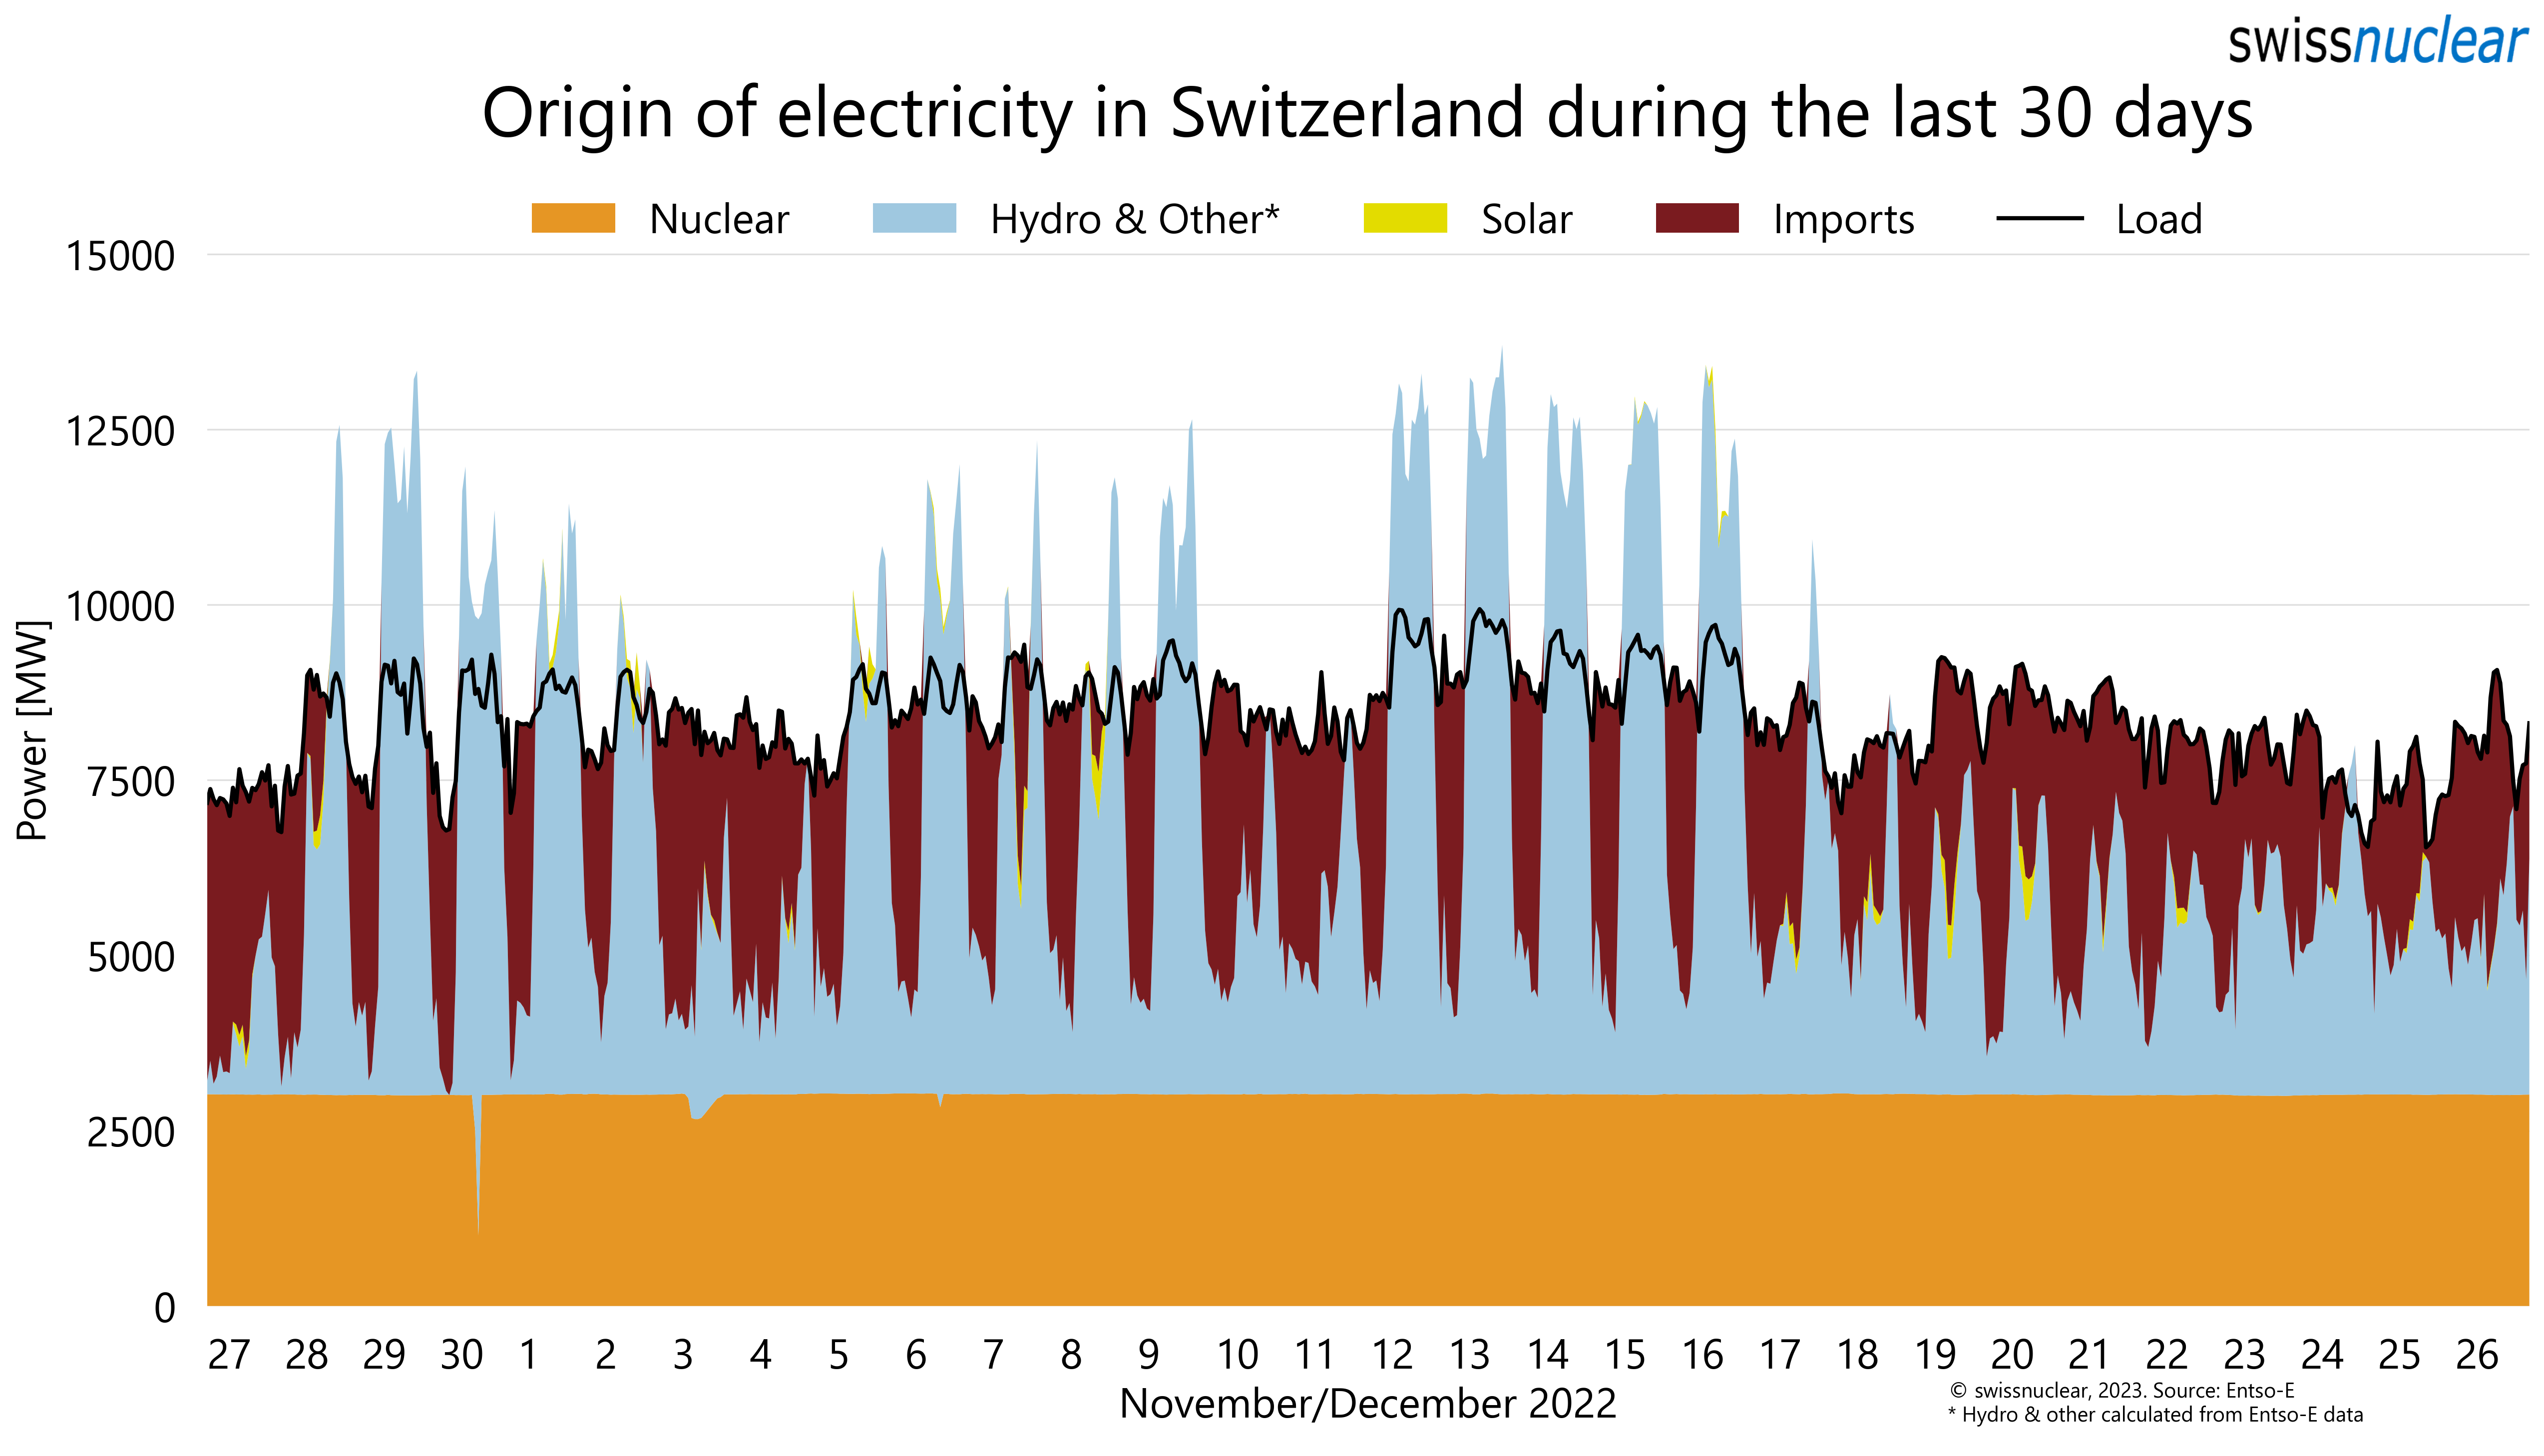 swissnuclear
Origin of electricity in Switzerland during the last 30 days
Nuclear Hydro & Other* Solar Imports Load
15000
12500
10000
7500
5000
2500
0
Power [MW]
27 28 29 30 1 2 3 4 5 6 7 8 9 10 11 12 13 14 15 16 17 18 19 20 21 22 23 24 25 26
November/December 2022
© swissnuclear, 2023. Source: Entso-E
* Hydro & other calculated from Entso-E data